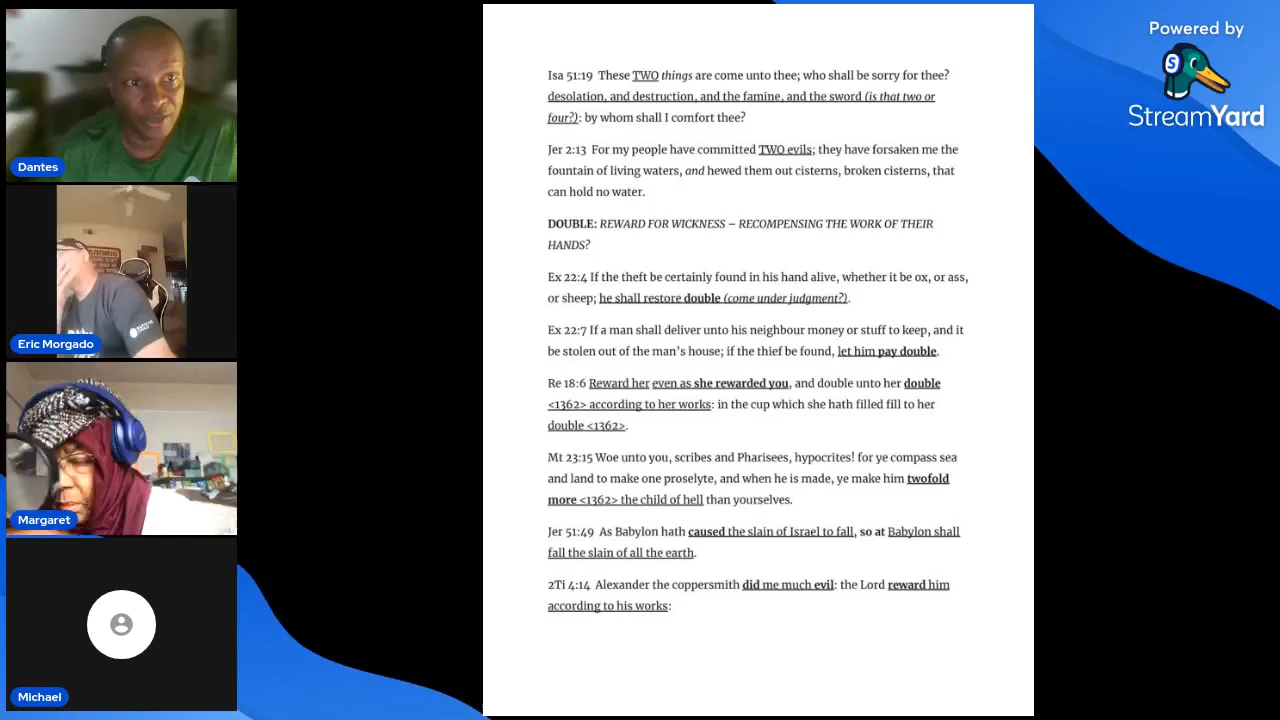 Isa 51:19 These TWO things are come unto thee; who shall be sorry for thee?
desolation, and destruction, and the famine, and the sword (is that two or
four?): by whom shall I comfort thee?
Jer 2:13 For my people have committed TWO evils; they have forsaken me the
fountain of living waters, and hewed them out cisterns, broken cisterns, that
can hold no water.
DOUBLE: REWARD FOR WICKNESS – RECOMPENSING THE WORK OF THEIR
HANDS?
Ex 22:4 If the theft be certainly found in his hand alive, whether it be ox, or ass,
or sheep; he shall restore double (come under judgment?).
Ex 22:7 If a man shall deliver unto his neighbour money or stuff to keep, and it
be stolen out of the man's house; if the thief be found, let him pay double.
Re 18:6 Reward her even as she rewarded you, and double unto her double
<1362> according to her works: in the cup which she hath filled fill to her
double <1362>.
Mt 23:15 Woe unto you, scribes and Pharisees, hypocrites! for ye compass sea
and land to make one proselyte, and when he is made, ye make him twofold
more <1362> the child of hell than yourselves.
Jer 51:49 As Babylon hath caused the slain of Israel to fall, so at Babylon shall
fall the slain of all the earth.
2Ti 4:14 Alexander the coppersmith did me much evil: the Lord reward him
according to his works:
Dantes
Eric Morgado
Margaret
Michael
Powered by
S
StreamYard